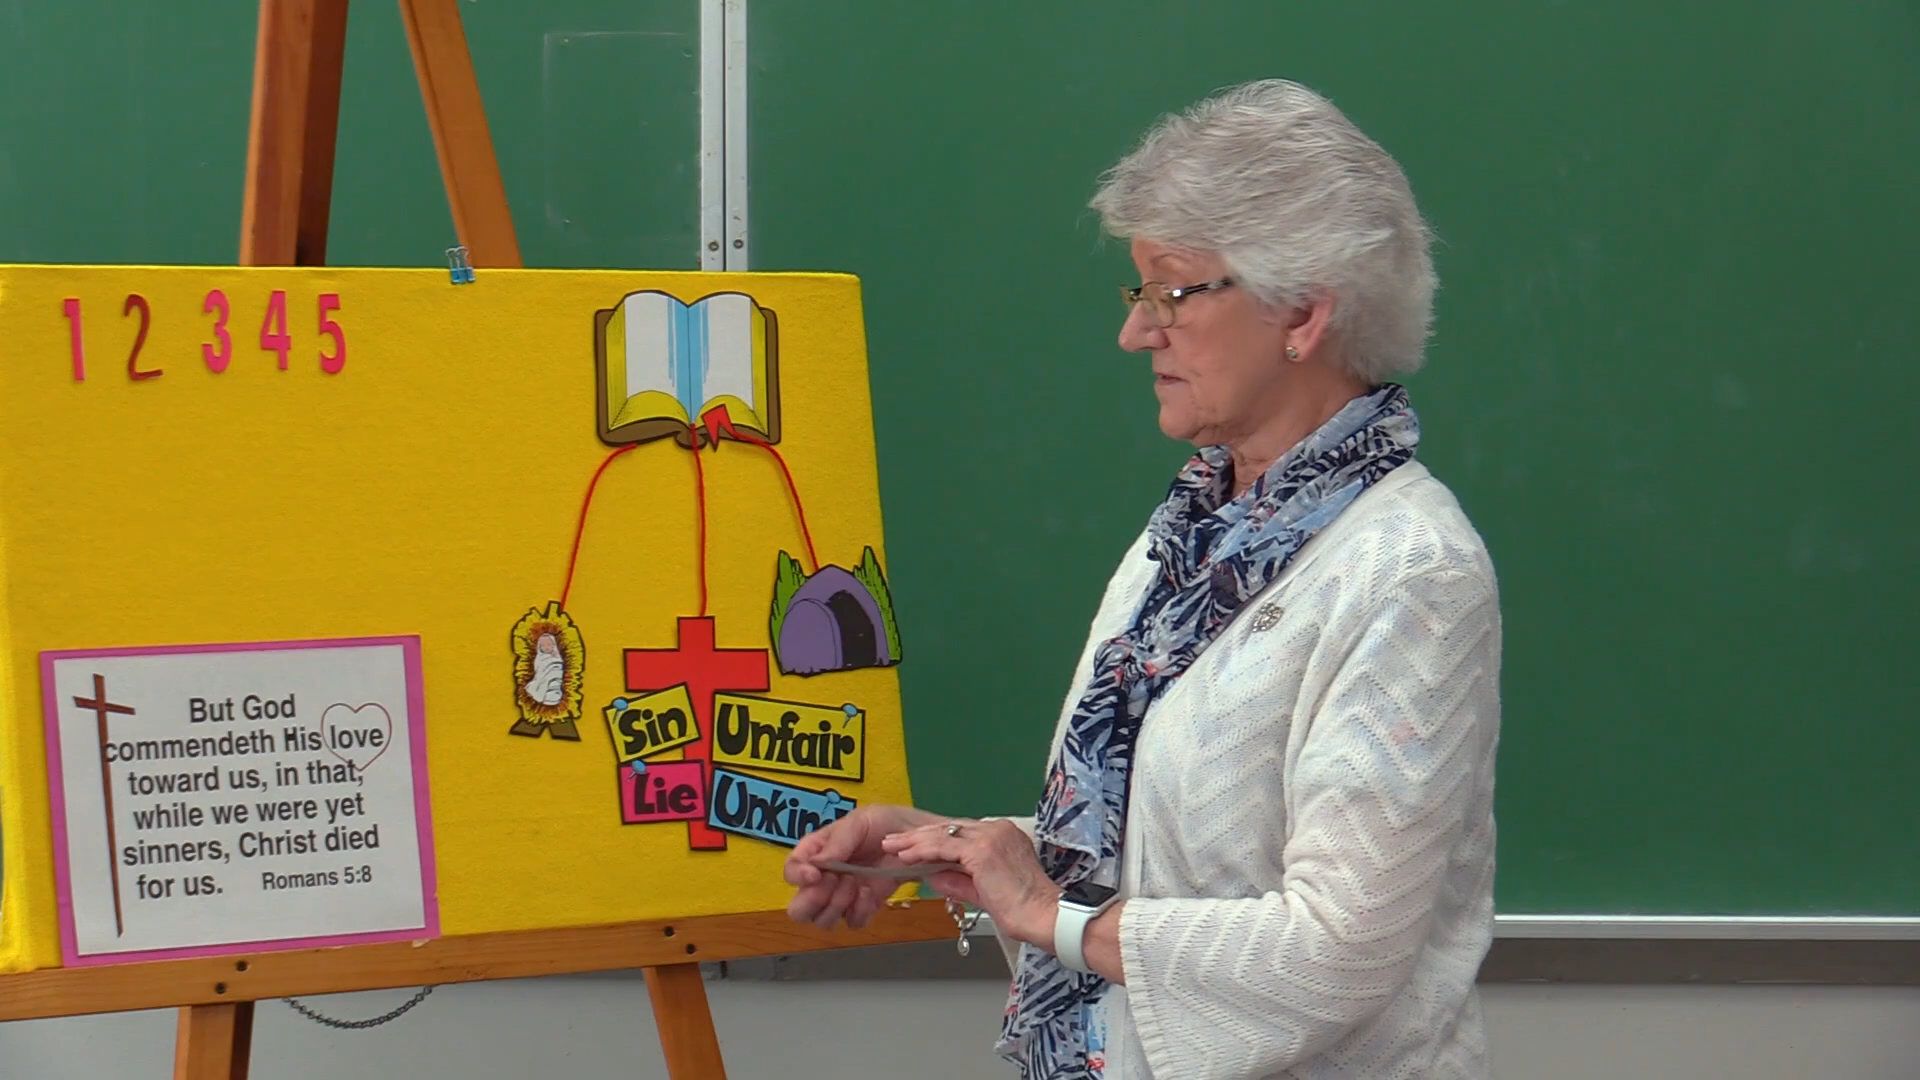 1 2 3 4 5
But God
commendeth His love
toward us, in that,
while we were yet
sinners, Christ died
for us. Romans 5:8
Sin
Unfair
Lie
Unkind